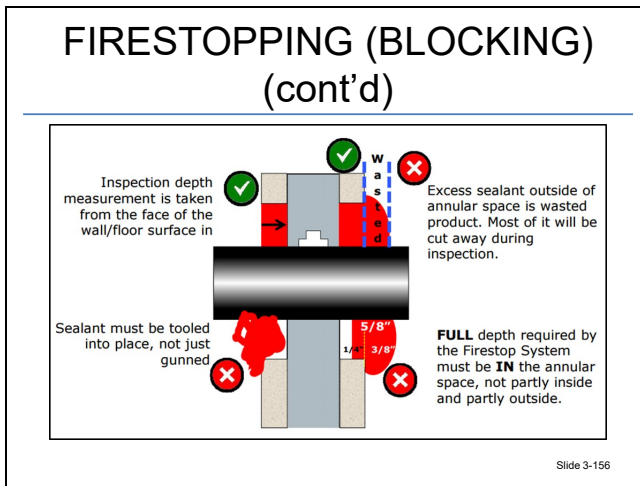 FIRESTOPPING (BLOCKING)
(cont’d)
Inspection depth
measurement is taken
from the face of the
wall/floor surface in
Wasted
Excess sealant outside of
annular space is wasted
product. Most of it will be
cut away during
inspection.
Sealant must be tooled
into place, not just
gunned
5/8"
1/4" 3/8"
FULL depth required by
the Firestop System
must be IN the annular
space, not partly inside
and partly outside.
Slide 3-156